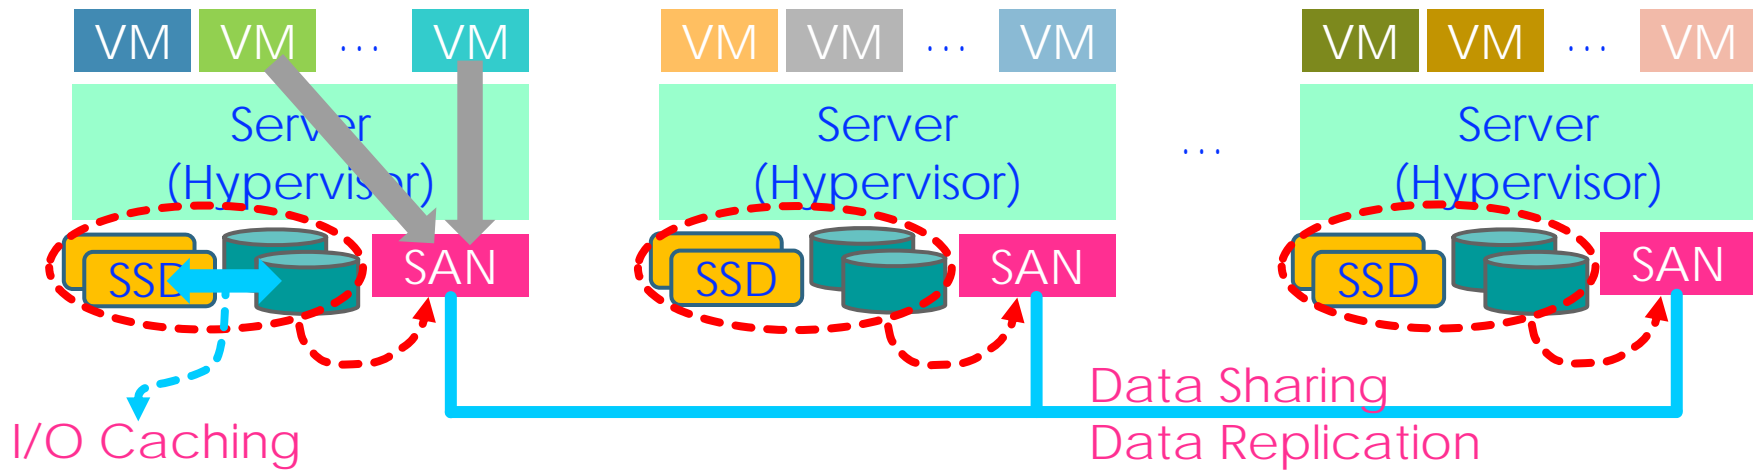 VM VM ... VM VM VM ... VM VM VM ... VM
Server
(Hypervisor)
Server
(Hypervisor)
...
Server
(Hypervisor)
SSD SAN SSD SAN SSD SAN
Data Sharing
I/O Caching
Data Replication